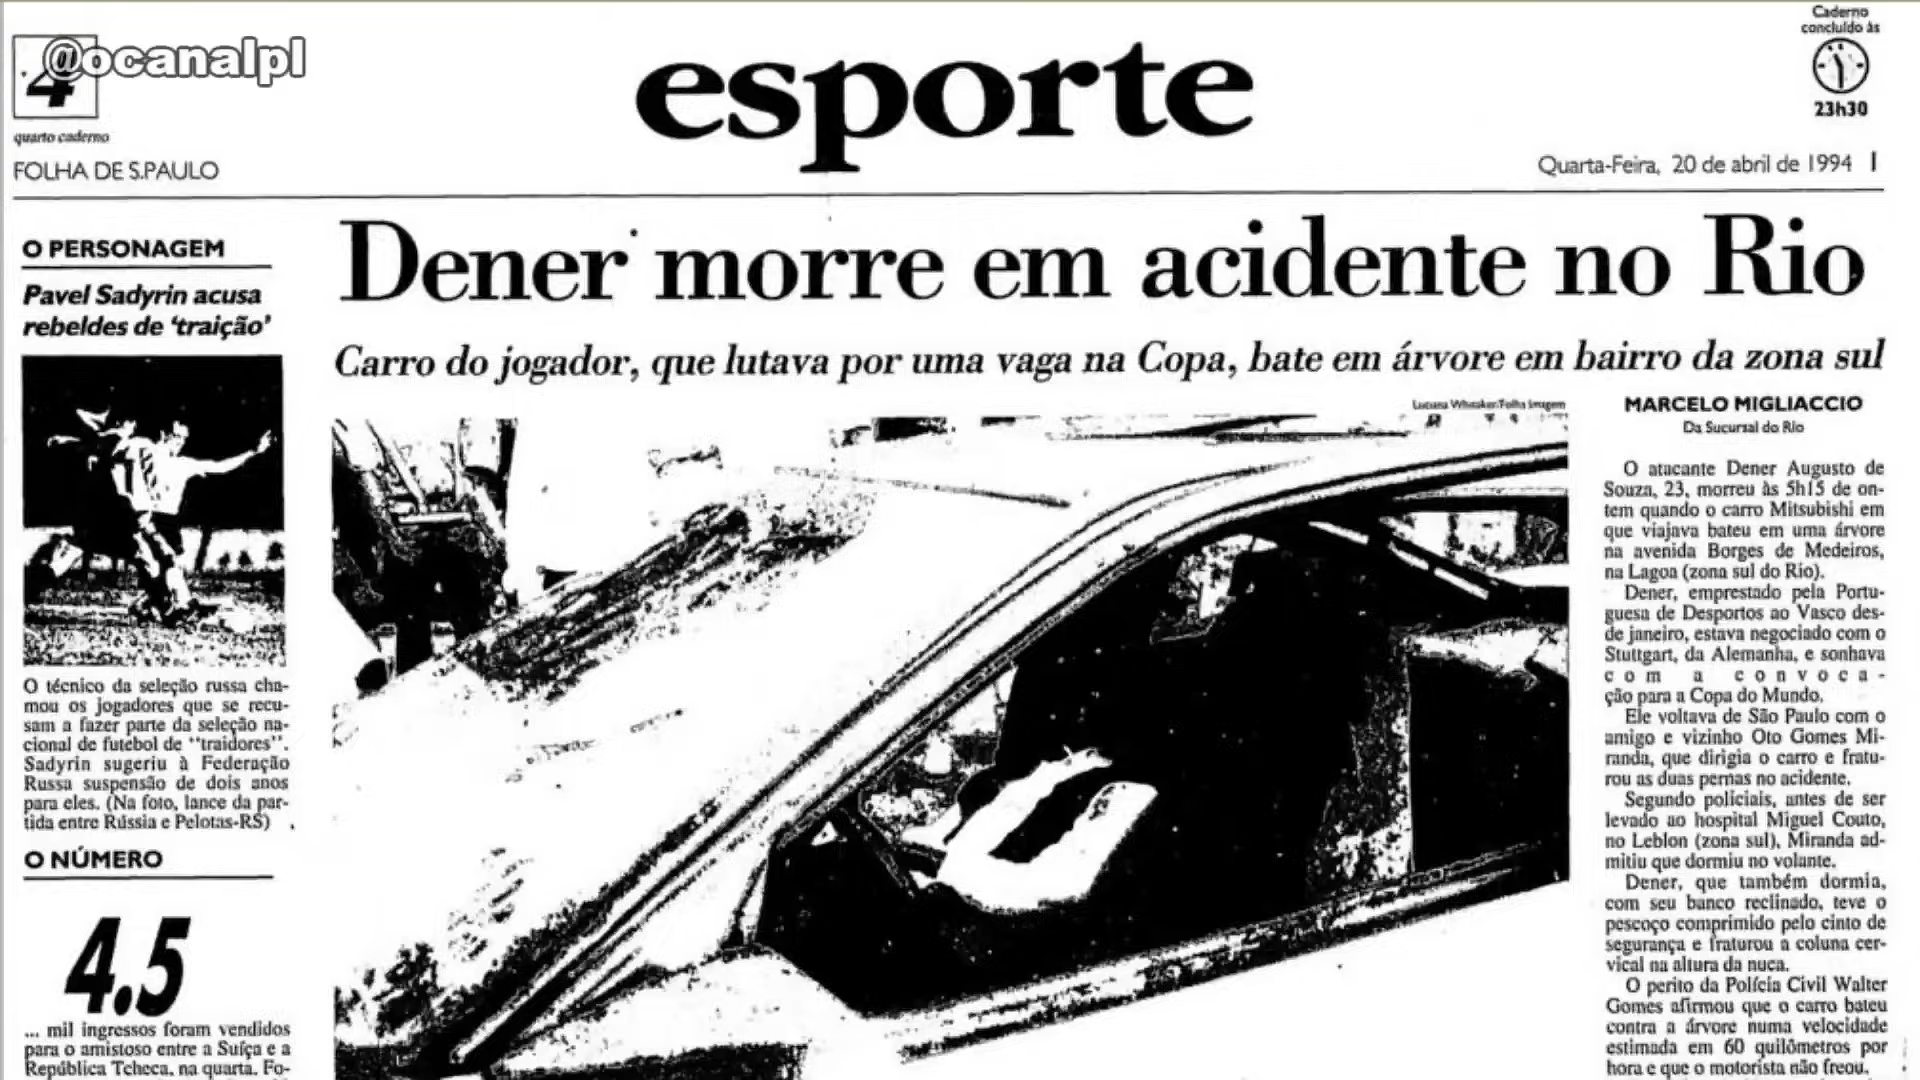 @ocanalpl
4
quarto caderno
FOLHA DE S.PAULO
esporte
Caderno
concluído às
23h30
Quarta-Feira, 20 de abril de 1994 1
O PERSONAGEM
Pavel Sadyrin acusa
rebeldes de ‘traição’
O técnico da seleção russa cha-
mou os jogadores que se recu-
sam a fazer parte da seleção na-
cional de futebol de “traidores”.
Sadyrin sugeriu à Federação
Russa suspensão de dois anos
para eles. (Na foto, lance da par-
tida entre Rússia e Pelotas-RS)
O NÚMERO
4.5
... mil ingressos foram vendidos
para o amistoso entre a Suíça e a
República Tcheca, na quarta. Fo-
Dener morre em acidente no Rio
Carro do jogador, que lutava por uma vaga na Copa, bate em árvore em bairro da zona sul
Luciana Whitaker/Folha Imagem
MARCELO MIGLIACCIO
Da Sucursal do Rio
O atacante Dener Augusto de
Souza, 23, morreu às 5h15 de on-
tem quando o carro Mitsubishi em
que viajava bateu em uma árvore
na avenida Borges de Medeiros,
na Lagoa (zona sul do Rio).
Dener, emprestado pela Portu-
guesa de Desportos ao Vasco des-
de janeiro, estava negociado com o
Stuttgart, da Alemanha, e sonhava
com a convoca-
ção para a Copa do Mundo.
Ele voltava de São Paulo com o
amigo e vizinho Oto Gomes Mi-
randa, que dirigia o carro e fratu-
rou as duas pernas no acidente.
Segundo policiais, antes de ser
levado ao hospital Miguel Couto,
no Leblon (zona sul), Miranda ad-
mitiu que dormiu no volante.
Dener, que também dormia,
com seu banco reclinado, teve o
pescoço comprimido pelo cinto de
segurança e fraturou a coluna cer-
vical na altura da nuca.
O perito da Polícia Civil Walter
Gomes afirmou que o carro bateu
contra a árvore numa velocidade
estimada em 60 quilômetros por
hora e que o motorista não freou.